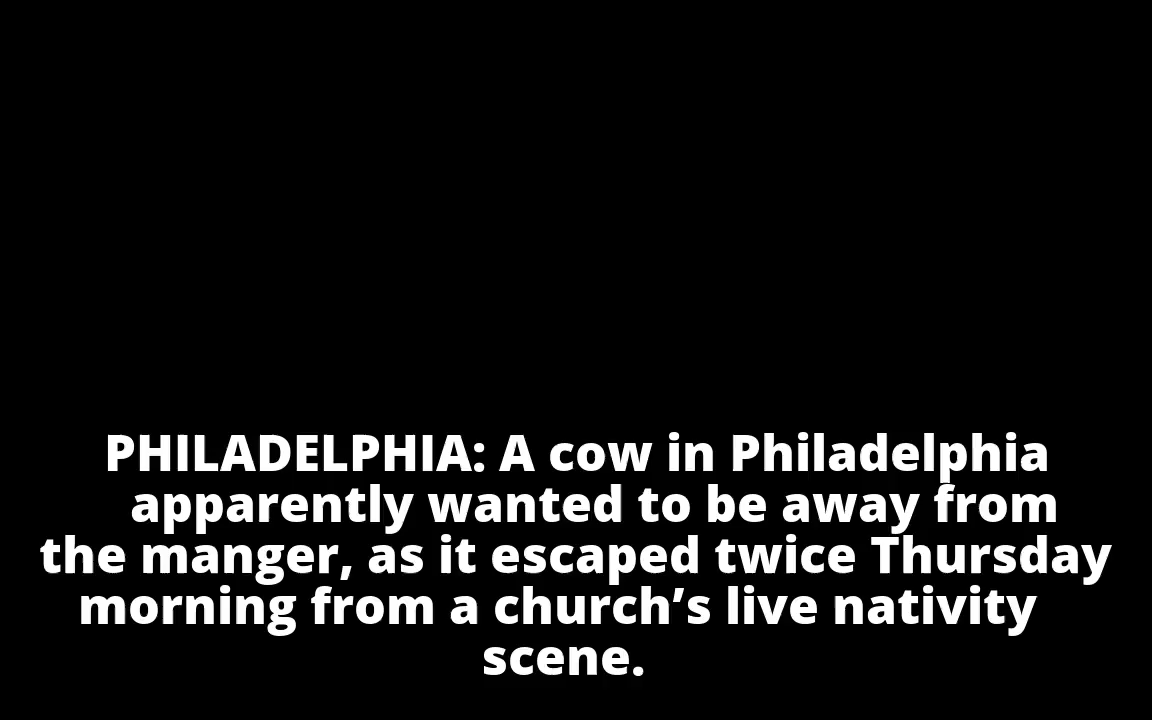 PHILADELPHIA: A cow in Philadelphia
apparently wanted to be away from
the manger, as it escaped twice Thursday
morning from a church’s live nativity
scene.